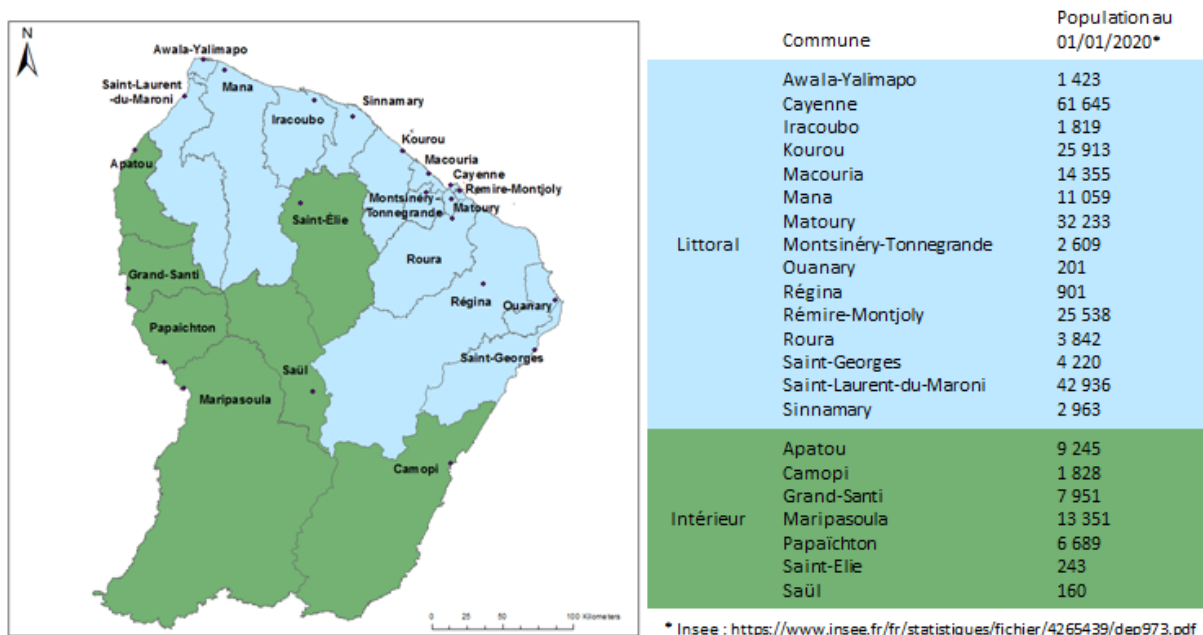 N
Awala-Yalimapo
Saint-Laurent
-du-Maroni
Mana
Sinnamary
Iracoubo
Kourou
Apatou
Macouria
Cayenne
Remire-Montjoly
Montsinéry-
Tonnegrande
Matoury
Saint-Élie
Roura
Grand-Santi
Régina
Ouanary
Papaichton
Saint-Georges
Saül
Maripasoula
Camopi
0 25 50 100 Kilometers
Commune Population au
01/01/2020*
Littoral
Awala-Yalimapo 1 423
Cayenne 61 645
Iracoubo 1 819
Kourou 25 913
Macouria 14 355
Mana 11 059
Matoury 32 233
Montsinéry-Tonnegrande 2 609
Ouanary 201
Régina 901
Rémire-Montjoly 25 538
Roura 3 842
Saint-Georges 4 220
Saint-Laurent-du-Maroni 42 936
Sinnamary 2 963
Intérieur
Apatou 9 245
Camopi 1 828
Grand-Santi 7 951
Maripasoula 13 351
Papaïchton 6 689
Saint-Elie 243
Saül 160
* Insee : https://www.insee.fr/fr/statistiques/fichier/4265439/dep973.pdf